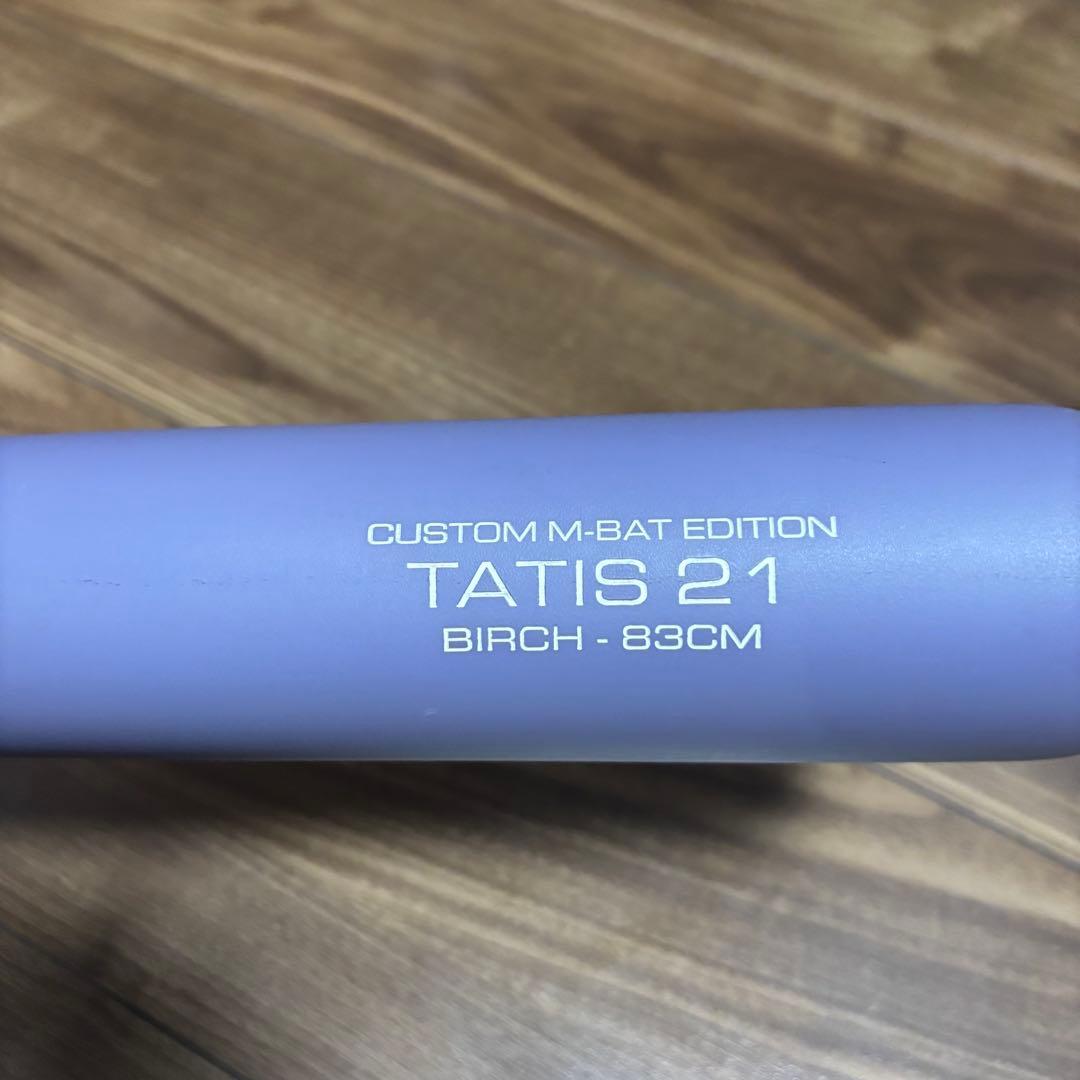 CUSTOM M-BAT EDITION
TATIS 21
BIRCH - 83CM